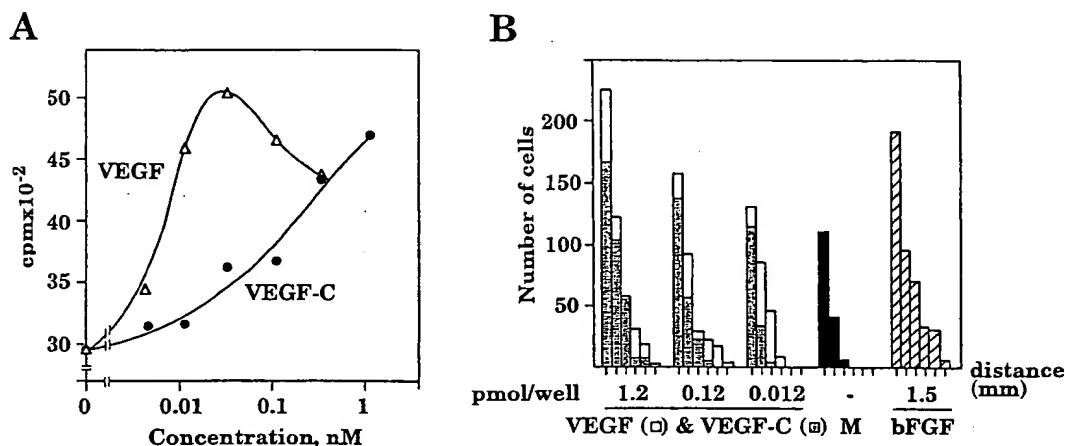 A
cpmx10-2
50
45
40
35
30
VEGF
VEGF-C
0
0.01
0.1
1
Concentration, nM
B
Number of cells
200
150
100
50
distance
(mm)
pmol/well
1.2
0.12
0.012
-
1.5
VEGF (□) & VEGF-C (⊡)
M
bFGF